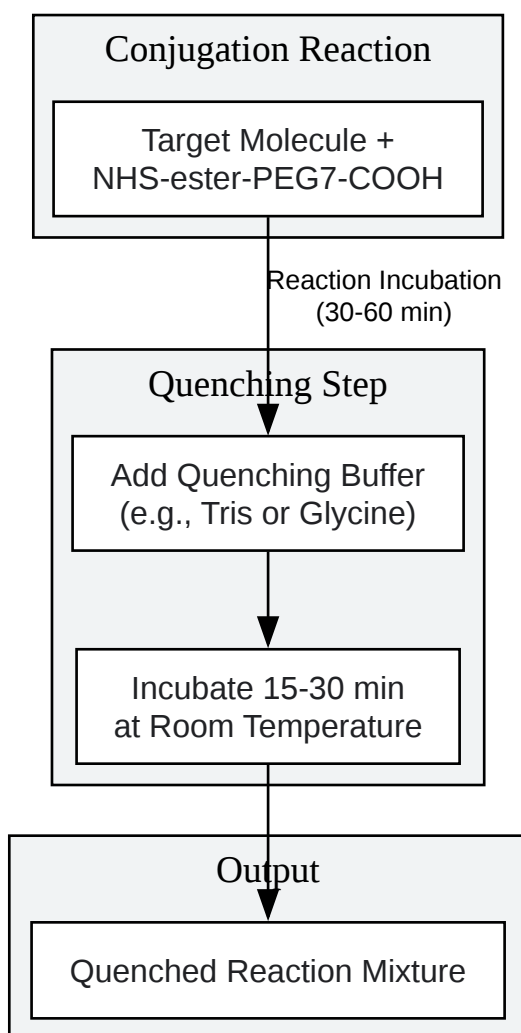 Conjugation Reaction
Target Molecule +
NHS-ester-PEG7-COOH
Reaction Incubation
(30-60 min)
Quenching Step
Add Quenching Buffer
(e.g., Tris or Glycine)
Incubate 15-30 min
at Room Temperature
Output
Quenched Reaction Mixture